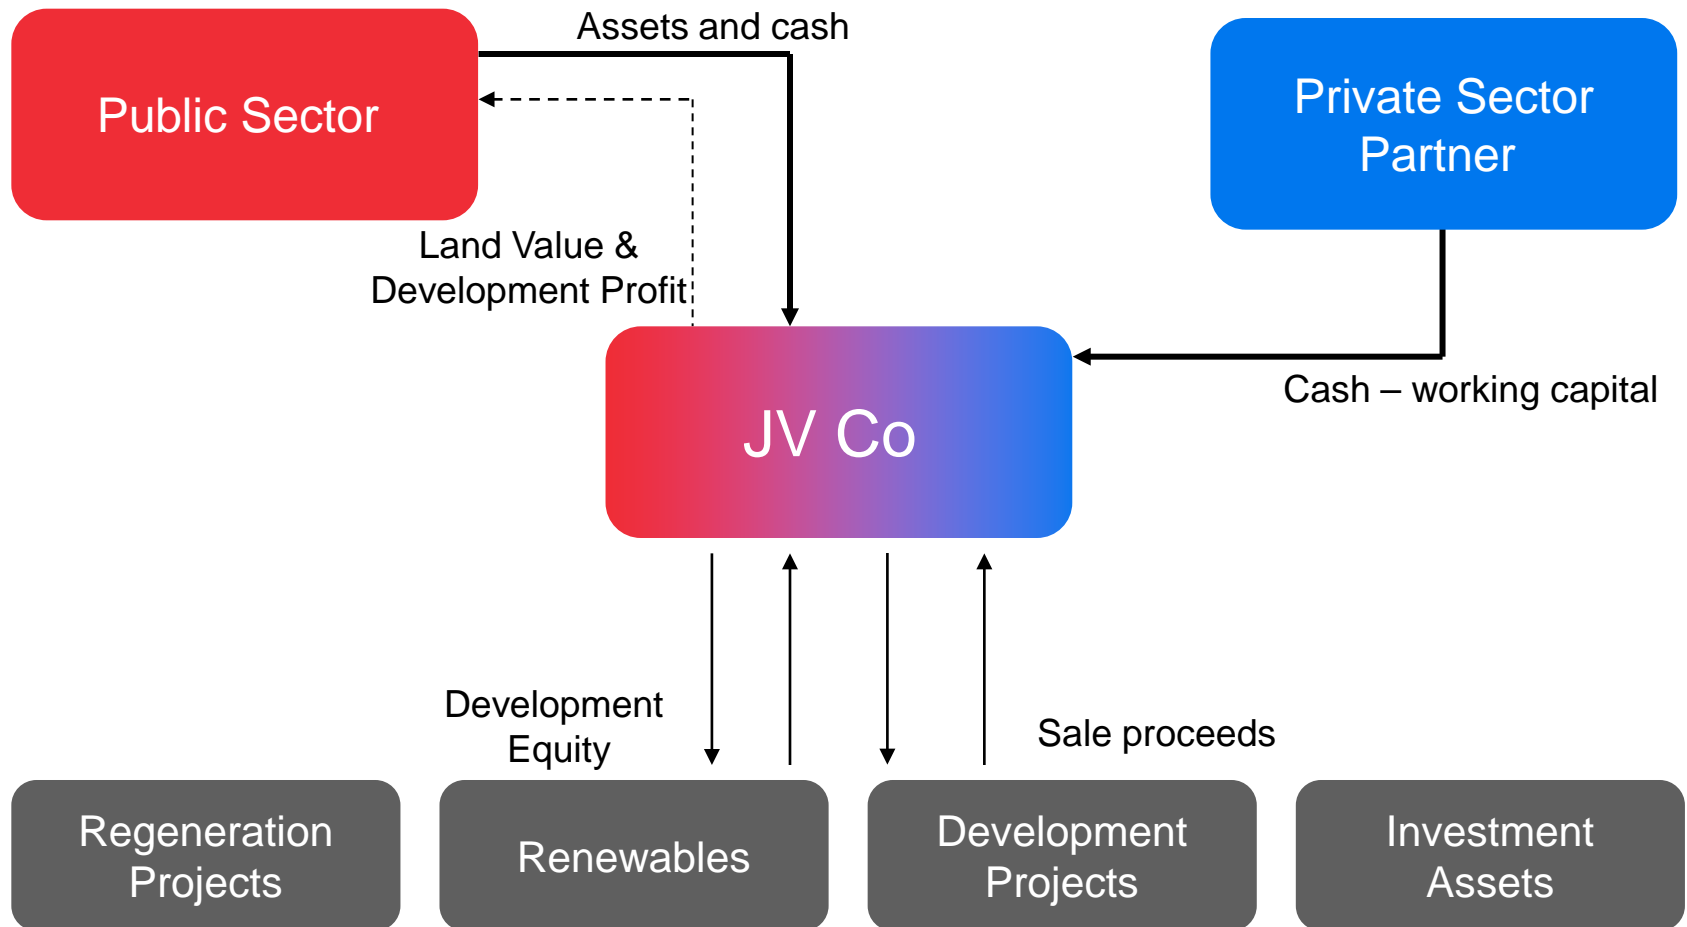 Assets and cash
Public Sector
Private Sector
Partner
Land Value &
Development Profit
Cash – working capital
JV Co
Development
Equity
Sale proceeds
Regeneration
Projects
Renewables
Development
Projects
Investment
Assets